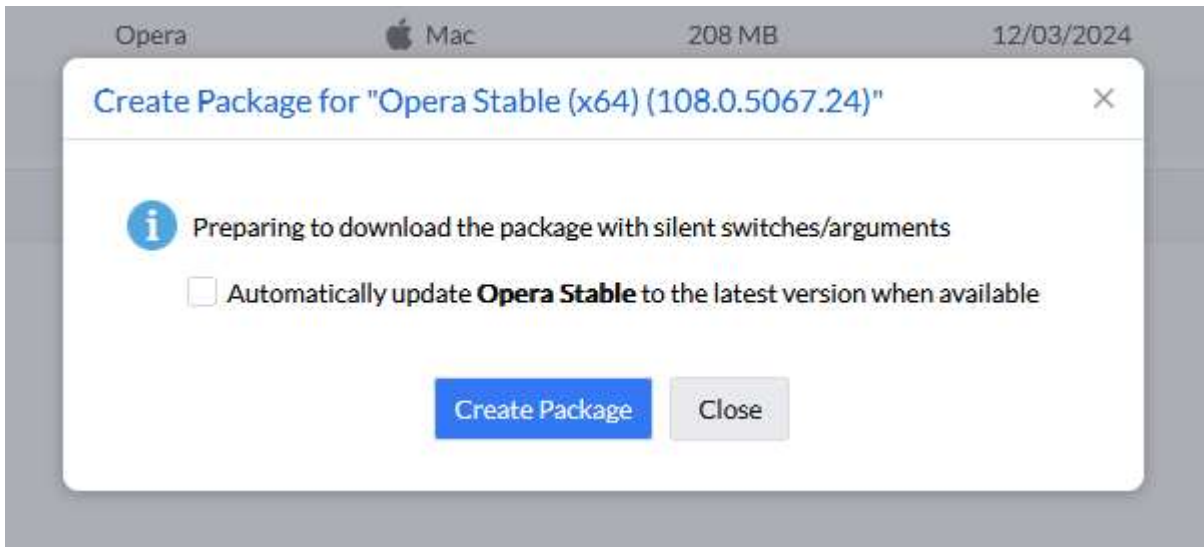 Opera Mac 208 MB 12/03/2024
Create Package for "Opera Stable (x64) (108.0.5067.24)"
Preparing to download the package with silent switches/arguments
Automatically update Opera Stable to the latest version when available
Create Package Close